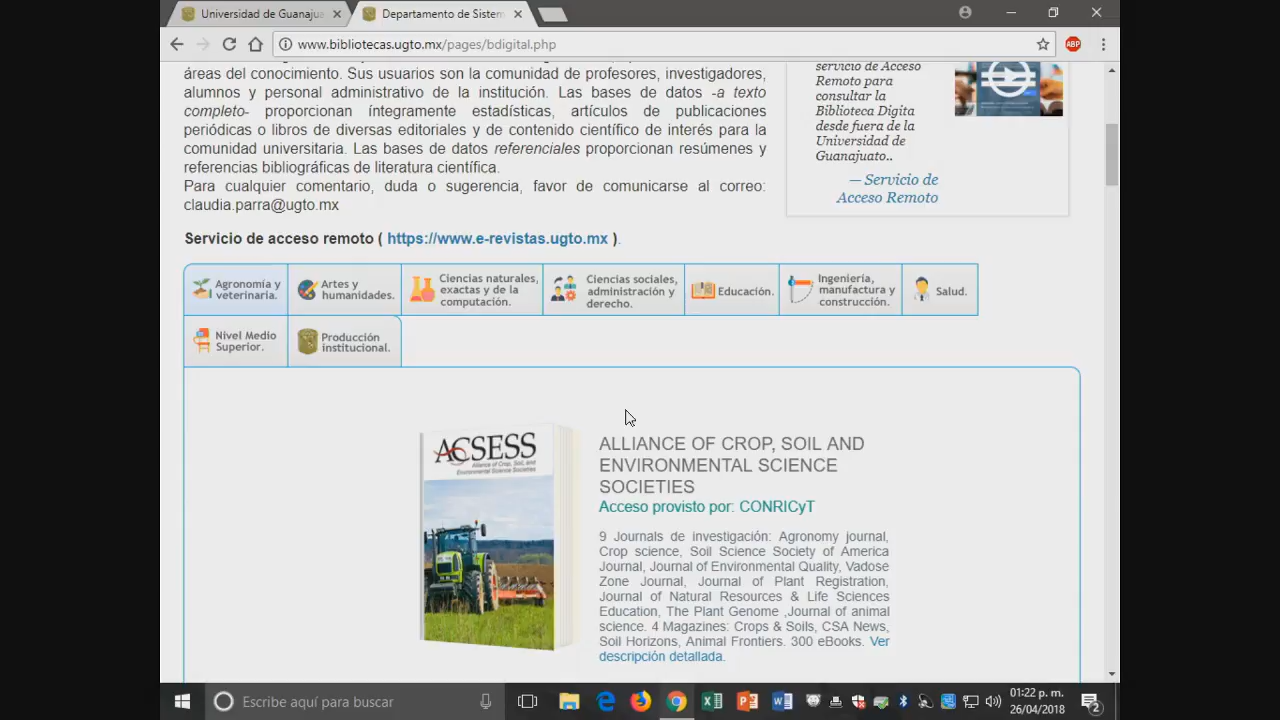 Universidad de Guanajua
Departamento de Sistem
www.bibliotecas.ugto.mx/pages/bdigital.php
ABP
áreas del conocimiento. Sus usuarios son la comunidad de profesores, investigadores,
alumnos y personal administrativo de la institución. Las bases de datos -a texto
completo- proporcionan íntegramente estadísticas, artículos de publicaciones
periódicas o libros de diversas editoriales y de contenido científico de interés para la
comunidad universitaria. Las bases de datos referenciales proporcionan resúmenes y
referencias bibliográficas de literatura científica.
Para cualquier comentario, duda o sugerencia, favor de comunicarse al correo:
claudia.parra@ugto.mx
servicio de Acceso
Remoto para
consultar la
Biblioteca Digita
desde fuera de la
Universidad de
Guanajuato..
— Servicio de
Acceso Remoto
Servicio de acceso remoto ( https://www.e-revistas.ugto.mx ).
Agronomía y
veterinaria.
Artes y
humanidades.
Ciencias naturales,
exactas y de la
computación.
Ciencias sociales,
administración y
derecho.
Educación.
Ingeniería,
manufactura y
construcción.
Salud.
Nivel Medio
Superior.
Producción
institucional.
ACSESS
Alliance of Crop, Soil, and
Environmental Science Societies
ALLIANCE OF CROP, SOIL AND
ENVIRONMENTAL SCIENCE
SOCIETIES
Acceso provisto por: CONRICyT
9 Journals de investigación: Agronomy journal,
Crop science, Soil Science Society of America
Journal, Journal of Environmental Quality, Vadose
Zone Journal, Journal of Plant Registration,
Journal of Natural Resources & Life Sciences
Education, The Plant Genome ,Journal of animal
science. 4 Magazines: Crops & Soils, CSA News,
Soil Horizons, Animal Frontiers. 300 eBooks. Ver
descripción detallada.
Escribe aquí para buscar
01:22 p. m.
26/04/2018
2